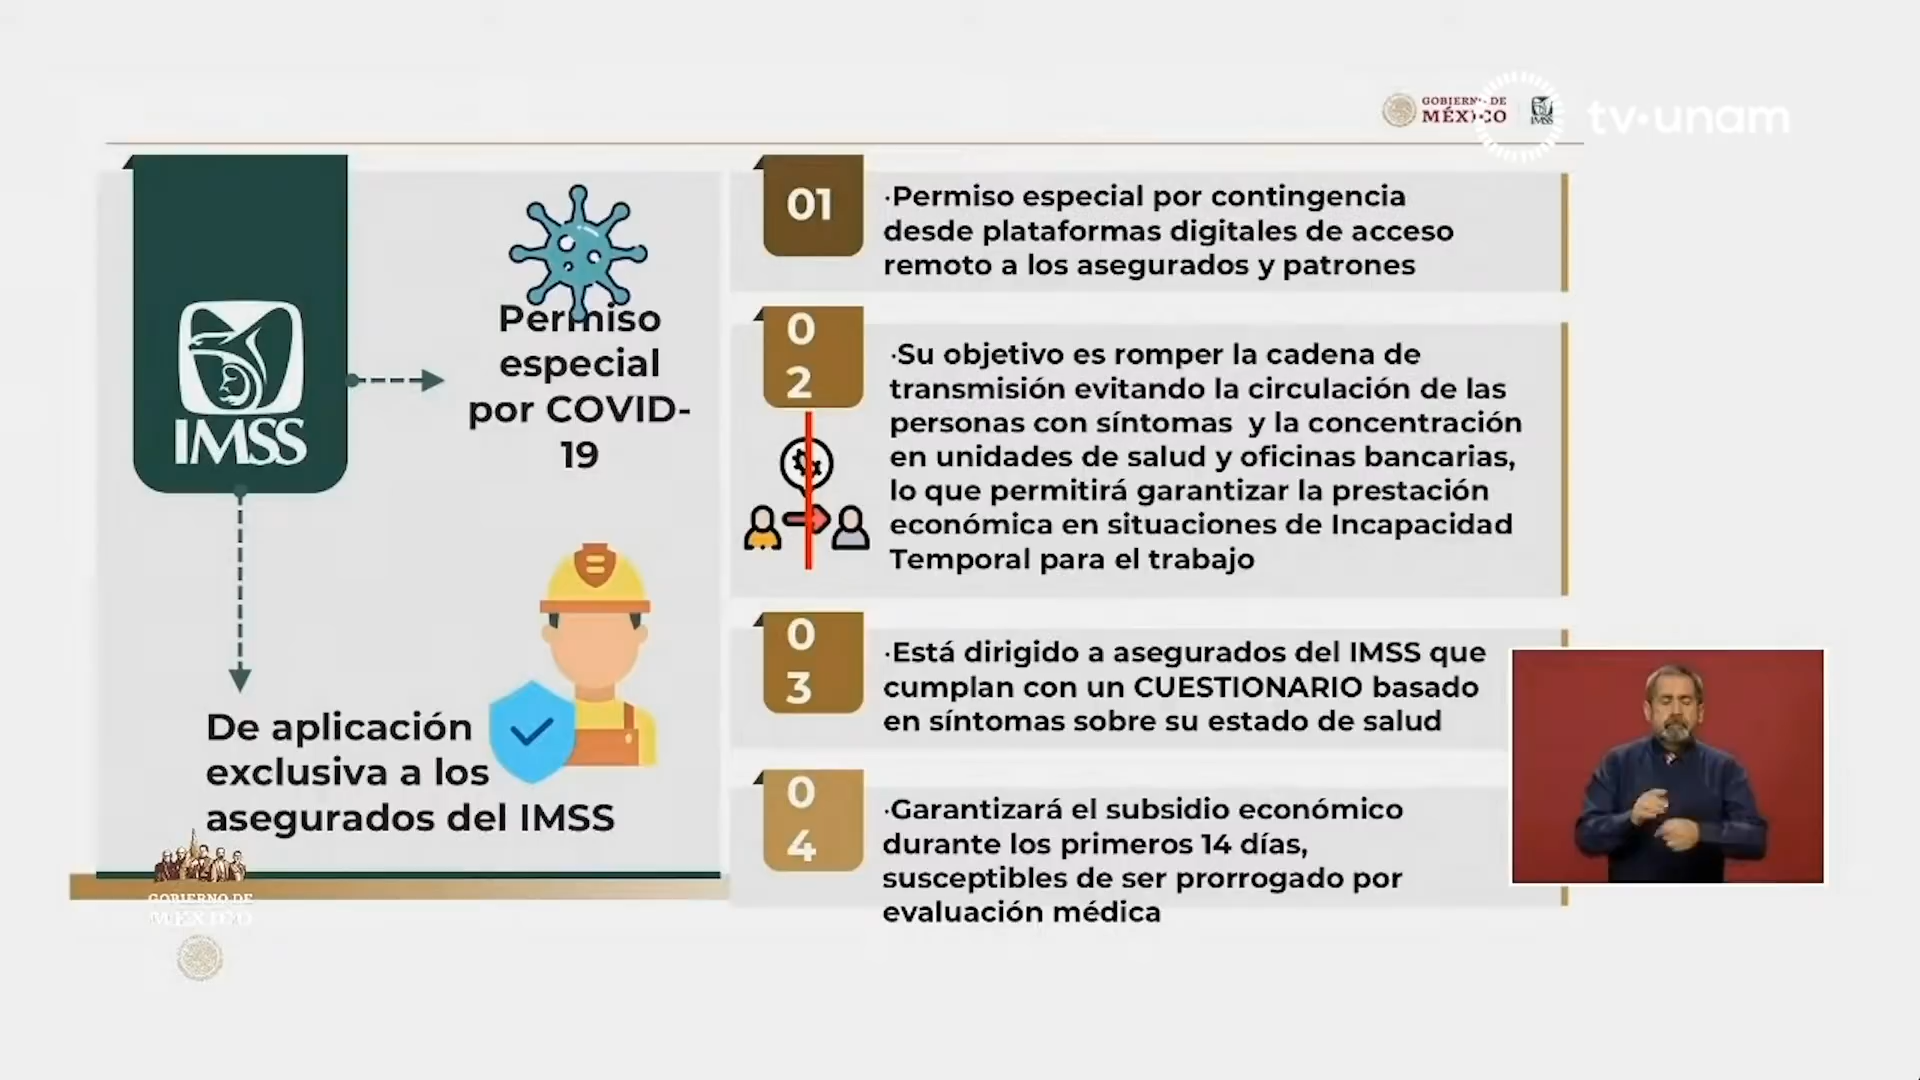 GOBIERNO DE
MÉXICO
IMSS
tv·unam
IMSS
Permiso
especial
por COVID-
19
De aplicación
exclusiva a los
asegurados del IMSS
01
·Permiso especial por contingencia
desde plataformas digitales de acceso
remoto a los asegurados y patrones
0
2
·Su objetivo es romper la cadena de
transmisión evitando la circulación de las
personas con síntomas y la concentración
en unidades de salud y oficinas bancarias,
lo que permitirá garantizar la prestación
económica en situaciones de Incapacidad
Temporal para el trabajo
0
3
·Está dirigido a asegurados del IMSS que
cumplan con un CUESTIONARIO basado
en síntomas sobre su estado de salud
0
4
·Garantizará el subsidio económico
durante los primeros 14 días,
susceptibles de ser prorrogado por
evaluación médica
GOBIERNO DE
MÉXICO